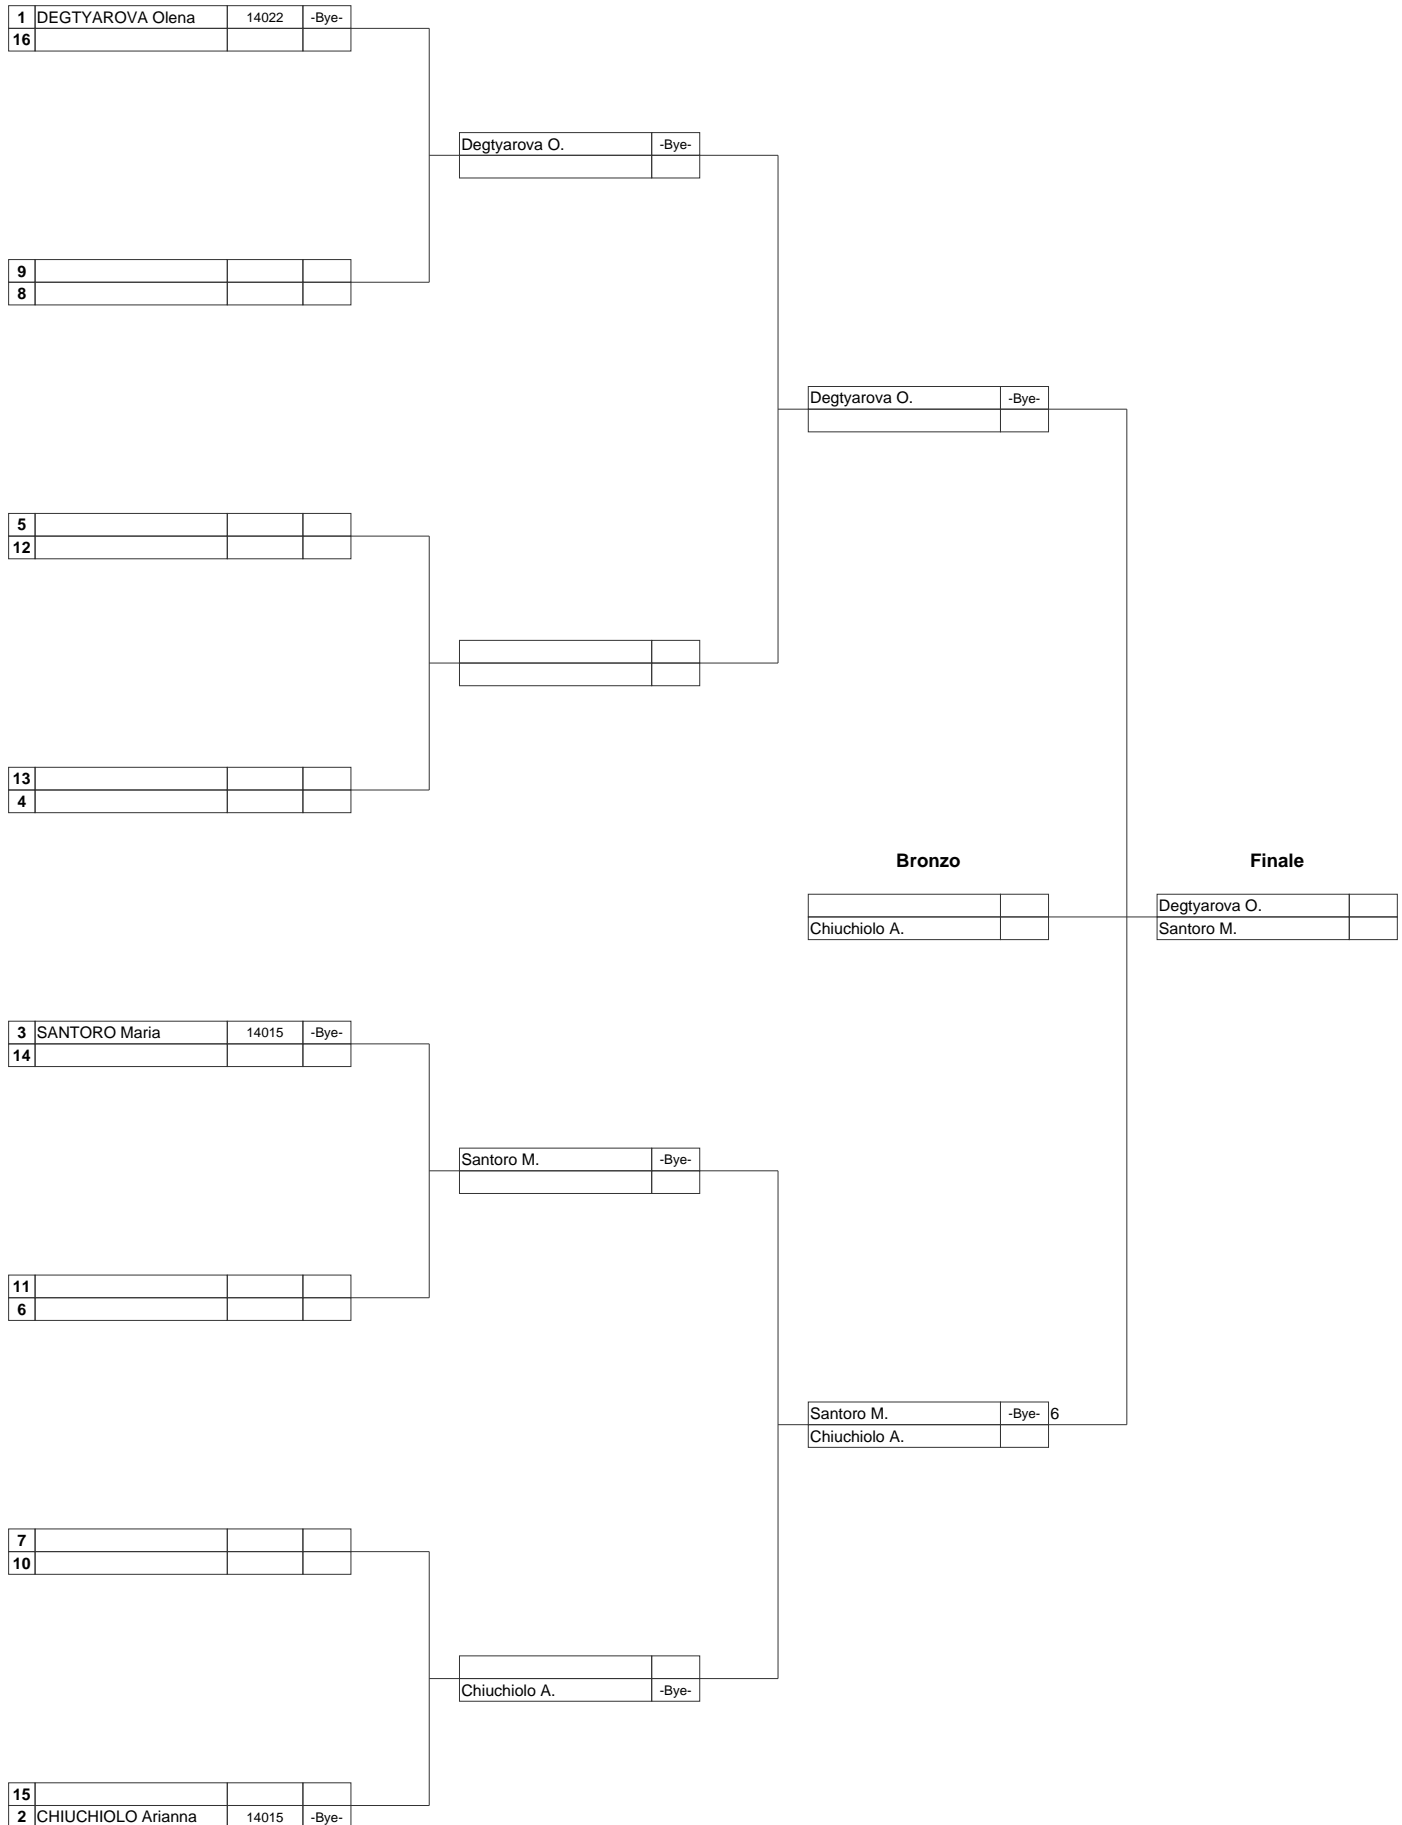 1 DEGTYAROVA Olena 14022 -Bye-
16
Degtyarova O. -Bye-
9
8
Degtyarova O. -Bye-
5
12
13
4
Bronzo Finale
Degtyarova O.
Chiuchiolo A. Santoro M.
3 SANTORO Maria 14015 -Bye-
14
Santoro M. -Bye-
11
6
Santoro M. -Bye- 6
Chiuchiolo A.
7
10
Chiuchiolo A. -Bye-
15
2 CHIUCHIOLO Arianna 14015 -Bye-